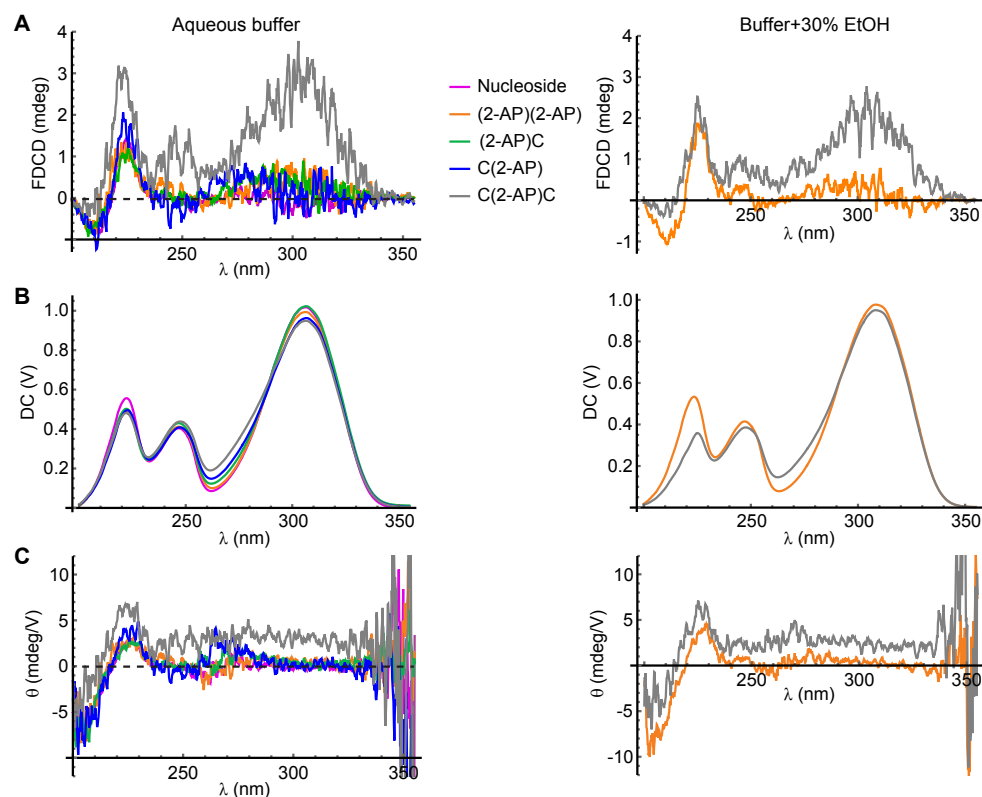 A
Aqueous buffer
Buffer+30% EtOH
FDCD (mdeg)
4
3
2
1
0
250
300
350
λ (nm)
Nucleoside
(2-AP)(2-AP)
(2-AP)C
C(2-AP)
C(2-AP)C
FDCD (mdeg)
4
3
2
1
0
-1
250
300
350
λ (nm)
B
DC (V)
1.0
0.8
0.6
0.4
0.2
250
300
350
λ (nm)
DC (V)
1.0
0.8
0.6
0.4
0.2
250
300
350
λ (nm)
C
θ (mdeg/V)
10
5
0
-5
250
300
350
λ (nm)
θ (mdeg/V)
10
5
0
-5
-10
250
300
350
λ (nm)